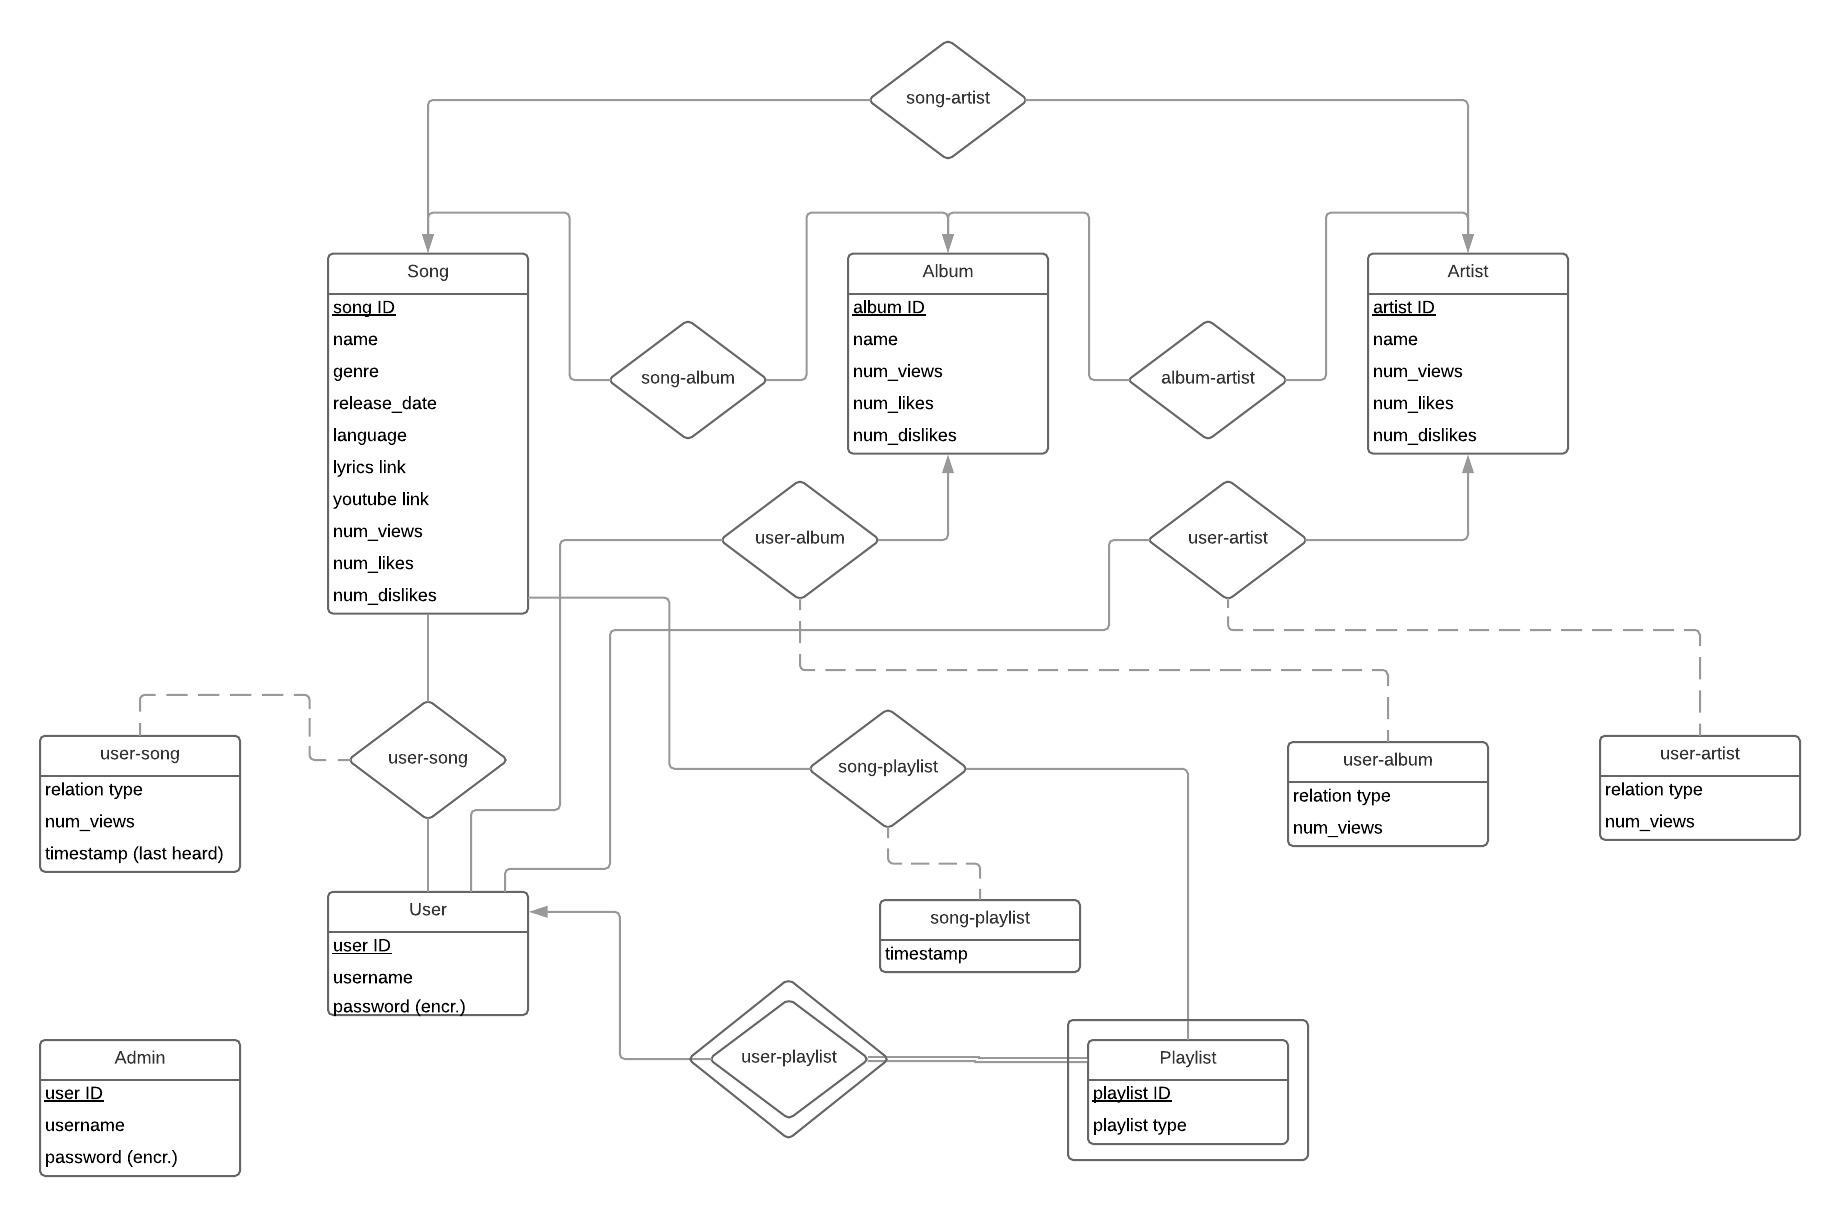 song-artist
Song
song ID
name
genre
release_date
language
lyrics link
youtube link
num_views
num_likes
num_dislikes
song-album
Album
album ID
name
num_views
num_likes
num_dislikes
album-artist
Artist
artist ID
name
num_views
num_likes
num_dislikes
user-album
user-artist
user-song
relation type
num_views
timestamp (last heard)
user-song
song-playlist
user-album
relation type
num_views
user-artist
relation type
num_views
User
user ID
username
password (encr.)
song-playlist
timestamp
Admin
user ID
username
password (encr.)
user-playlist
Playlist
playlist ID
playlist type